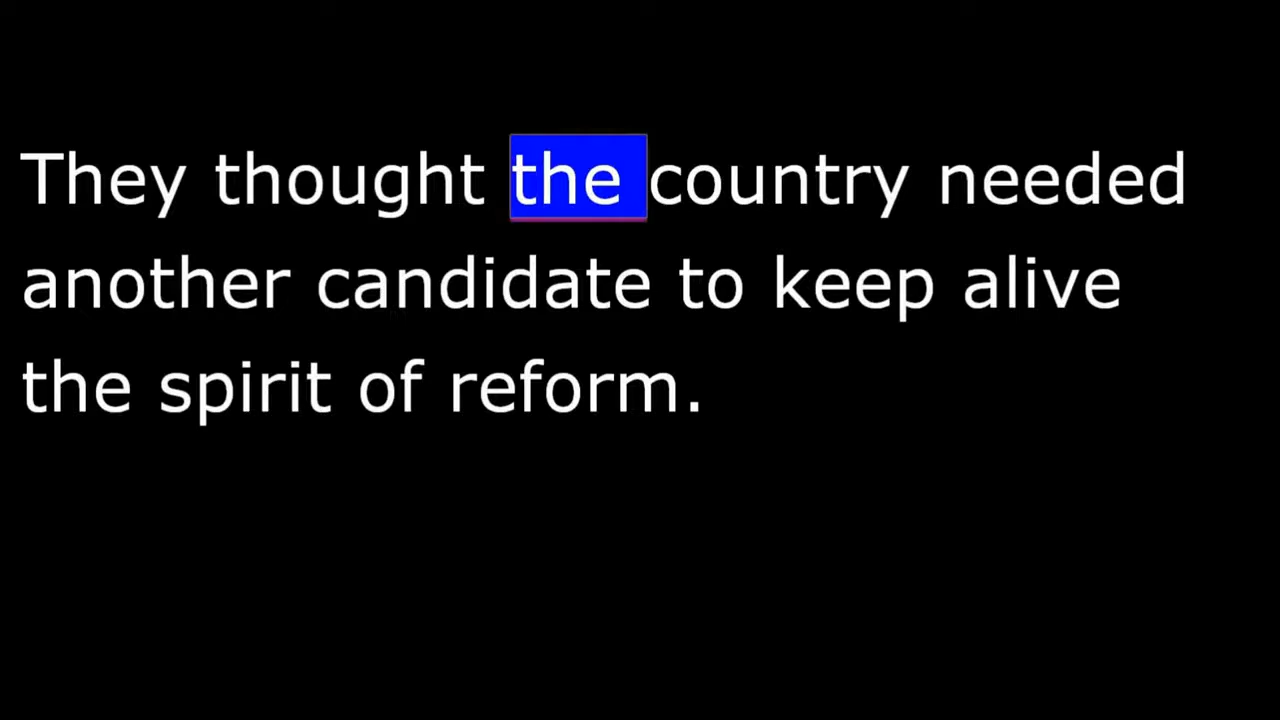 They thought the country needed
another candidate to keep alive
the spirit of reform.